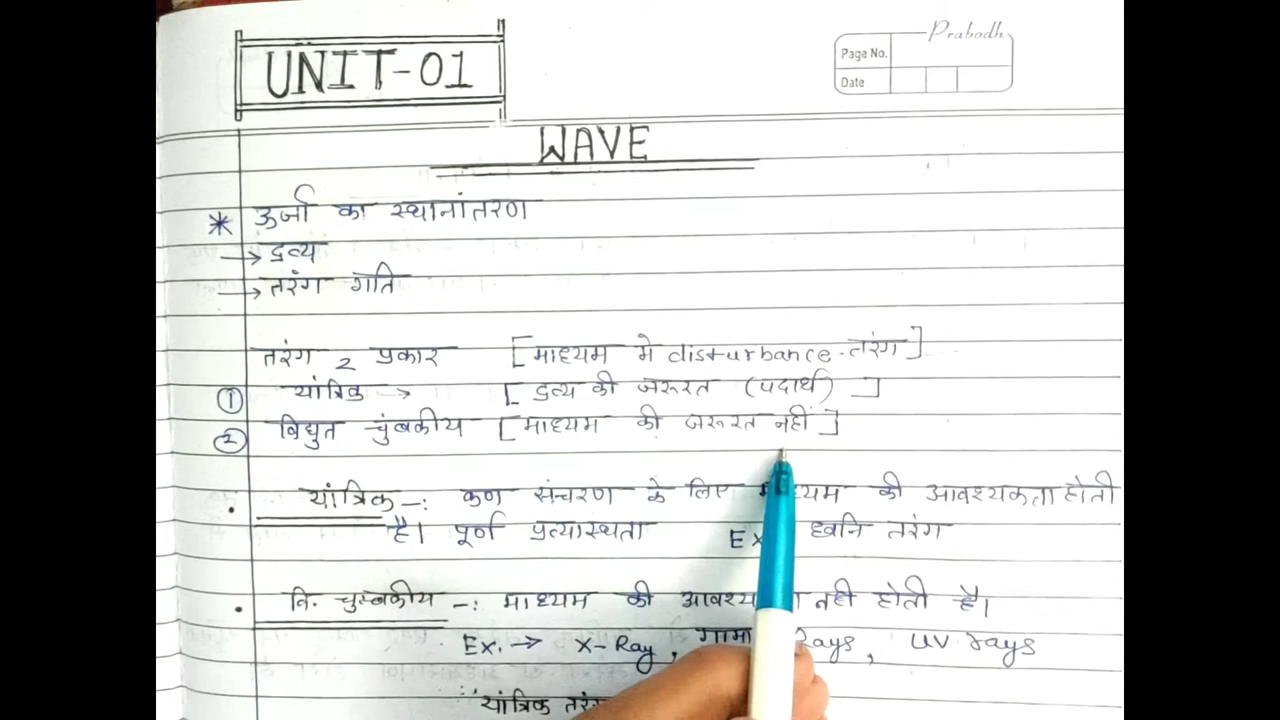 Prabodh
Page No.
Date
UNIT-01
WAVE
* ऊर्जा का स्थानांतरण
→ द्रव्य
→ तरंग गति
तरंग 2 प्रकार [माध्यम मे disturbance-तरंग]
① यांत्रिक → [द्रव्य की जरूरत (पदार्थ)]
② विद्युत चुंबकीय [माध्यम की जरूरत नहीं]
• यांत्रिक -: कण संचरण के लिए माध्यम की आवश्यकता होती
है। पूर्ण प्रत्यास्थता Ex ध्वनि तरंग
• वि. चुम्बकीय -: माध्यम की नही होती है।
Ex. → X-Ray, गामा Rays, UV rays
यांत्रिक